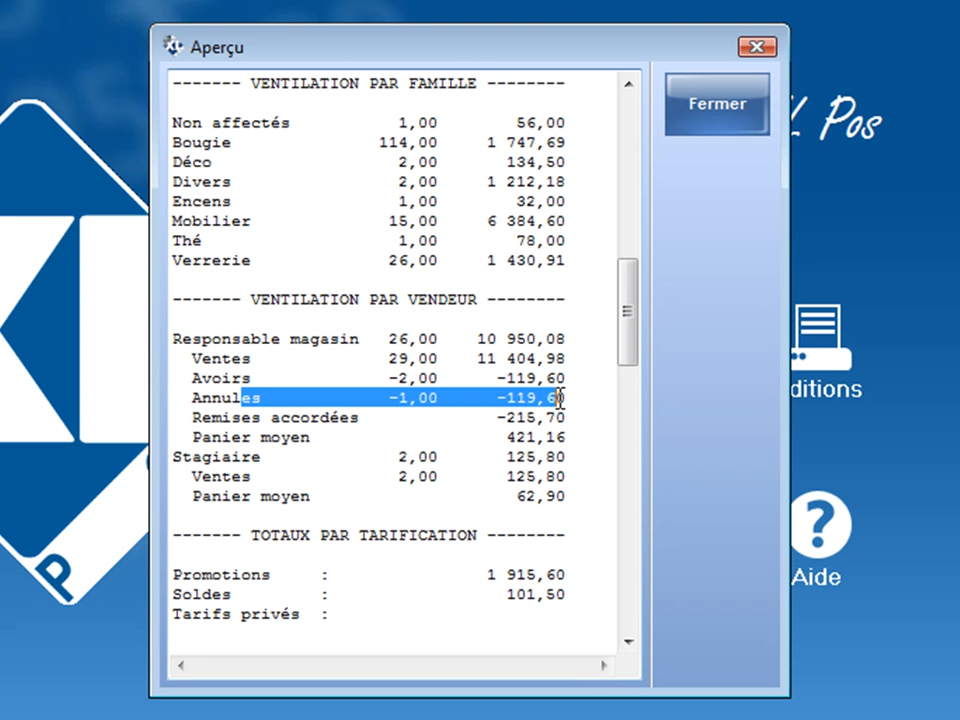 Aperçu
Fermer
------- VENTILATION PAR FAMILLE --------
Non affectés 1,00 56,00
Bougie 114,00 1 747,69
Déco 2,00 134,50
Divers 2,00 1 212,18
Encens 1,00 32,00
Mobilier 15,00 6 384,60
Thé 1,00 78,00
Verrerie 26,00 1 430,91
------- VENTILATION PAR VENDEUR --------
Responsable magasin 26,00 10 950,08
Ventes 29,00 11 404,98
Avoirs -2,00 -119,60
Annules -1,00 -119,60
Remises accordées -215,70
Panier moyen 421,16
Stagiaire 2,00 125,80
Ventes 2,00 125,80
Panier moyen 62,90
------- TOTAUX PAR TARIFICATION --------
Promotions : 1 915,60
Soldes : 101,50
Tarifs privés :
Pos
ditions
Aide
P